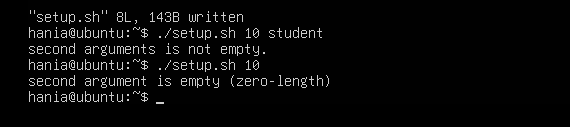 "setup.sh" 8L, 143B written
hania@ubuntu:~$ ./setup.sh 10 student
second arguments is not empty.
hania@ubuntu:~$ ./setup.sh 10
second argument is empty (zero-length)
hania@ubuntu:~$ _